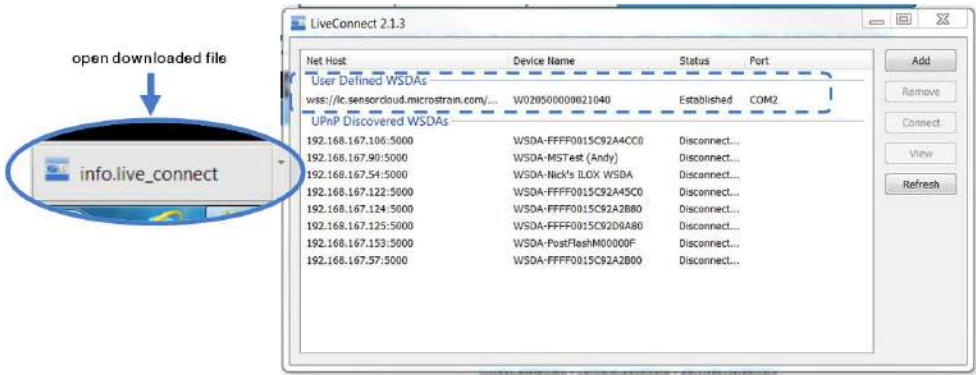 open downloaded file
info.live_connect
LiveConnect 2.1.3
Net Host Device Name Status Port
User Defined WSDAs
wss://lc.sensorcloud.microstrain.com/... W020500000021040 Established COM2
UPnP Discovered WSDAs
192.168.167.106:5000 WSDA-FFFF0015C92A4CC0 Disconnect...
192.168.167.90:5000 WSDA-MSTest (Andy) Disconnect...
192.168.167.54:5000 WSDA-Nick's ILOX WSDA Disconnect...
192.168.167.122:5000 WSDA-FFFF0015C92A45C0 Disconnect...
192.168.167.124:5000 WSDA-FFFF0015C92A2B80 Disconnect...
192.168.167.125:5000 WSDA-FFFF0015C92D9A80 Disconnect...
192.168.167.153:5000 WSDA-PostFlashM00000F Disconnect...
192.168.167.57:5000 WSDA-FFFF0015C92A2B00 Disconnect...
Add
Remove
Connect
View
Refresh